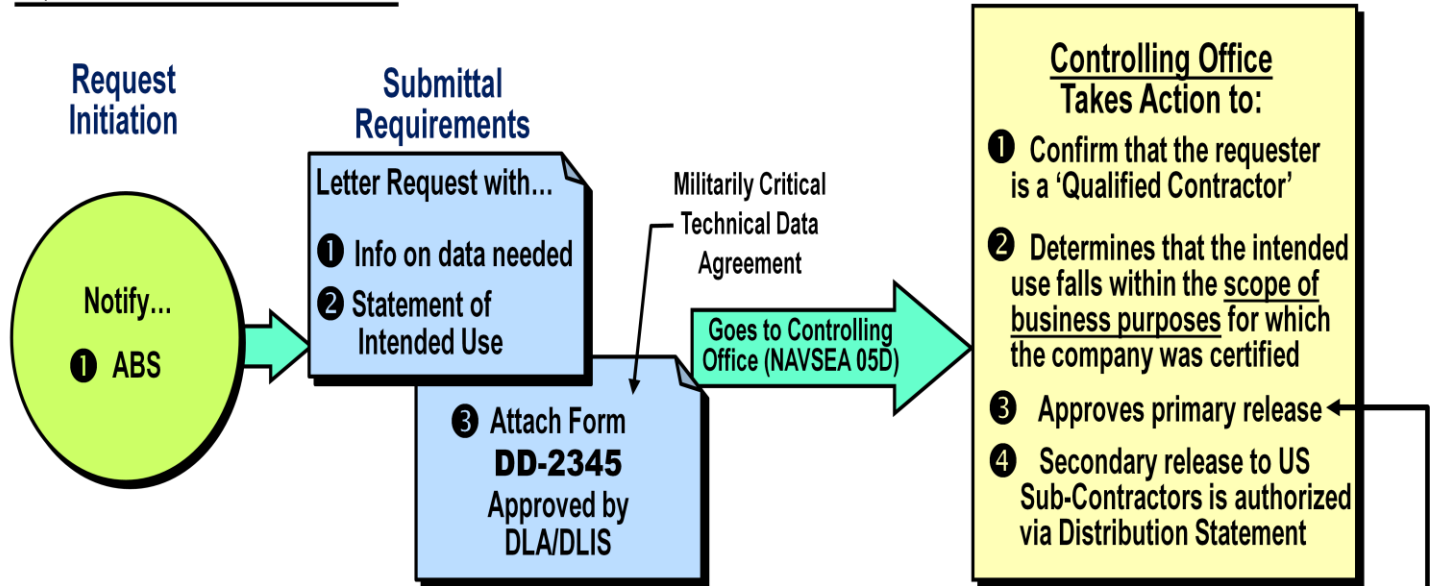 Request
Initiation
Notify...
❶ ABS
Submittal
Requirements
Letter Request with...
❶ Info on data needed
❷ Statement of
Intended Use
❸ Attach Form
DD-2345
Approved by
DLA/DLIS
Militarily Critical
Technical Data
Agreement
Goes to Controlling
Office (NAVSEA 05D)
Controlling Office
Takes Action to:
❶ Confirm that the requester
is a ‘Qualified Contractor’
❷ Determines that the intended
use falls within the scope of
business purposes for which
the company was certified
❸ Approves primary release
❹ Secondary release to US
Sub-Contractors is authorized
via Distribution Statement